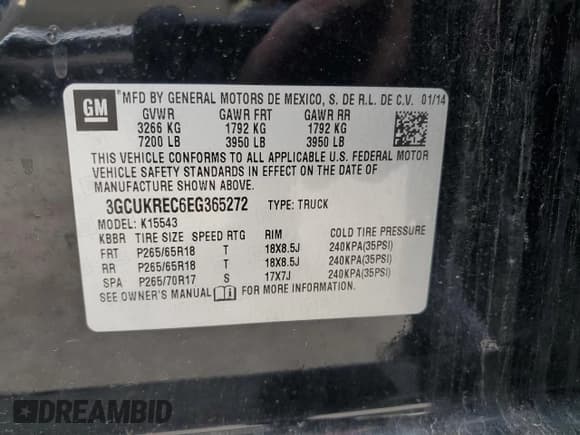 GM
MFD BY GENERAL MOTORS DE MEXICO, S. DE R.L. DE C.V. 01/14
GVWR GAWR FRT GAWR RR
3266 KG 1792 KG 1792 KG
7200 LB 3950 LB 3950 LB
THIS VEHICLE CONFORMS TO ALL APPLICABLE U.S. FEDERAL MOTOR
VEHICLE SAFETY STANDARDS IN EFFECT ON THE DATE OF
MANUFACTURE SHOWN ABOVE.
3GCUKREC6EG365272 TYPE: TRUCK
MODEL: K15543
KBBR TIRE SIZE SPEED RTG RIM COLD TIRE PRESSURE
FRT P265/65R18 T 18X8.5J 240KPA(35PSI)
RR P265/65R18 T 18X8.5J 240KPA(35PSI)
SPA P265/70R17 S 17X7J 240KPA(35PSI)
SEE OWNER'S MANUAL FOR MORE INFORMATION.
DREAMBID